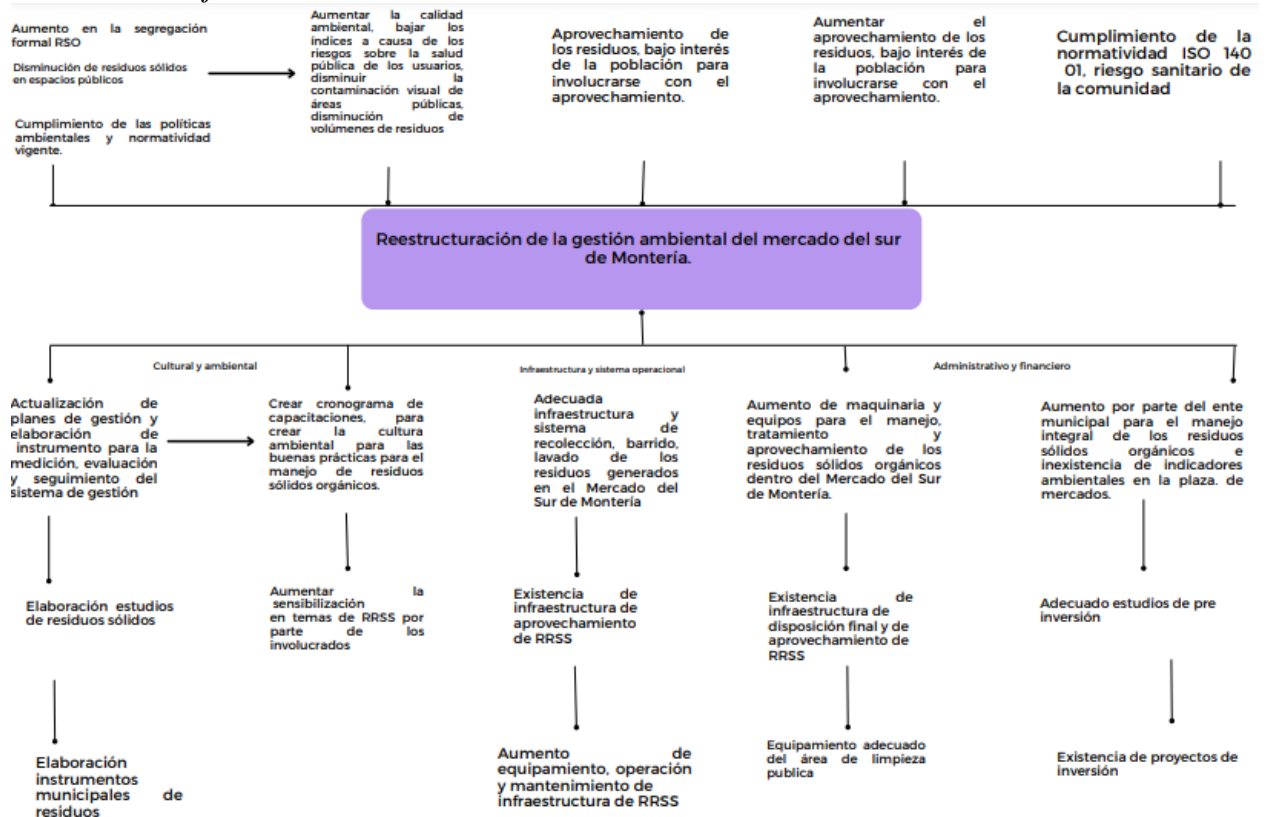 Aumento en la segregación
formal RSO
Disminución de residuos sólidos
en espacios públicos
Cumplimiento de las políticas
ambientales y normatividad
vigente.
Aumentar la calidad
ambiental, bajar los
índices a causa de los
riesgos sobre la salud
pública de los usuarios,
disminuir la
contaminación visual de
áreas públicas,
disminución de
volúmenes de residuos
Aprovechamiento de
los residuos, bajo interés
de la población para
involucrarse con el
aprovechamiento.
Aumentar el
aprovechamiento de los
residuos, bajo interés de
la población para
involucrarse con el
aprovechamiento.
Cumplimiento de la
normatividad ISO 140
01, riesgo sanitario de
la comunidad
Reestructuración de la gestión ambiental del mercado del sur
de Montería.
Cultural y ambiental
Infraestructura y sistema operacional
Administrativo y financiero
Actualización de
planes de gestión y
elaboración de
instrumento para la
medición, evaluación
y seguimiento del
sistema de gestión
Crear cronograma de
capacitaciones, para
crear la cultura
ambiental para las
buenas prácticas para el
manejo de residuos
sólidos orgánicos.
Adecuada
infraestructura y
sistema de
recolección, barrido,
lavado de los
residuos generados
en el Mercado del
Sur de Montería
Aumento de maquinaria y
equipos para el manejo,
tratamiento y
aprovechamiento de los
residuos sólidos orgánicos
dentro del Mercado del Sur
de Montería.
Aumento por parte del ente
municipal para el manejo
integral de los residuos
sólidos orgánicos e
inexistencia de indicadores
ambientales en la plaza. de
mercados.
Elaboración estudios
de residuos sólidos
Aumentar la
sensibilización
en temas de RRSS por
parte de los
involucrados
Existencia de
infraestructura de
aprovechamiento
de RRSS
Existencia de
infraestructura de
disposición final y de
aprovechamiento de
RRSS
Adecuado estudios de pre
inversión
Elaboración
instrumentos
municipales de
residuos
Aumento de
equipamiento, operación
y mantenimiento de
infraestructura de RRSS
Equipamiento adecuado
del área de limpieza
publica
Existencia de proyectos de
inversión